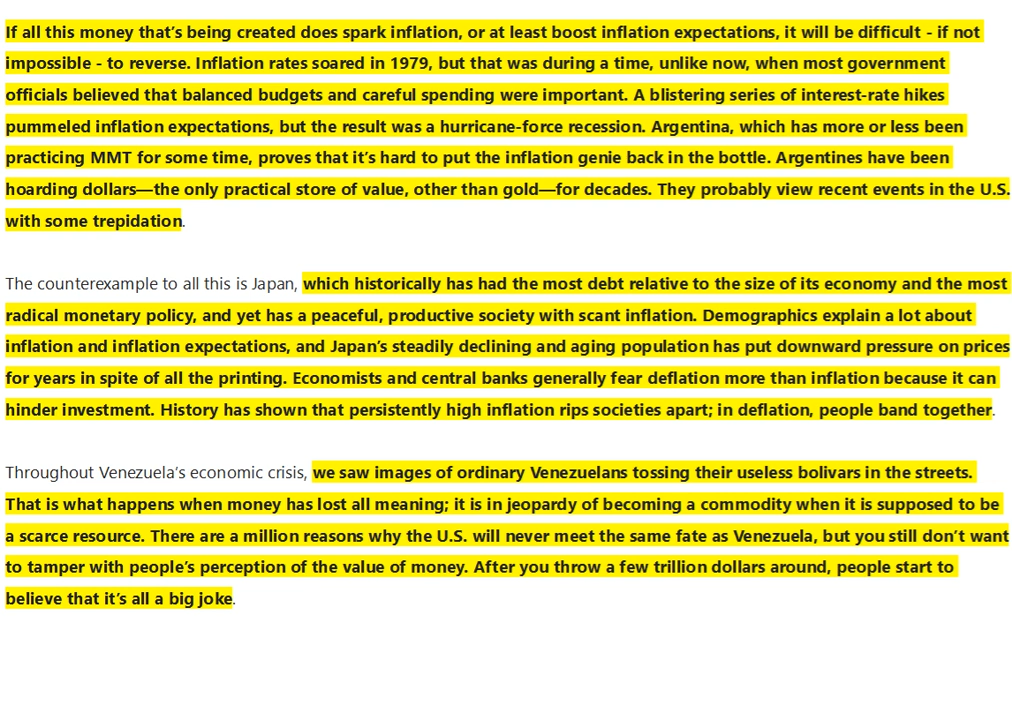 If all this money that's being created does spark inflation, or at least boost inflation expectations, it will be difficult - if not
impossible - to reverse. Inflation rates soared in 1979, but that was during a time, unlike now, when most government
officials believed that balanced budgets and careful spending were important. A blistering series of interest-rate hikes
pummeled inflation expectations, but the result was a hurricane-force recession. Argentina, which has more or less been
practicing MMT for some time, proves that it's hard to put the inflation genie back in the bottle. Argentines have been
hoarding dollars—the only practical store of value, other than gold—for decades. They probably view recent events in the U.S.
with some trepidation.
The counterexample to all this is Japan, which historically has had the most debt relative to the size of its economy and the most
radical monetary policy, and yet has a peaceful, productive society with scant inflation. Demographics explain a lot about
inflation and inflation expectations, and Japan's steadily declining and aging population has put downward pressure on prices
for years in spite of all the printing. Economists and central banks generally fear deflation more than inflation because it can
hinder investment. History has shown that persistently high inflation rips societies apart; in deflation, people band together.
Throughout Venezuela's economic crisis, we saw images of ordinary Venezuelans tossing their useless bolivars in the streets.
That is what happens when money has lost all meaning; it is in jeopardy of becoming a commodity when it is supposed to be
a scarce resource. There are a million reasons why the U.S. will never meet the same fate as Venezuela, but you still don't want
to tamper with people's perception of the value of money. After you throw a few trillion dollars around, people start to
believe that it's all a big joke.